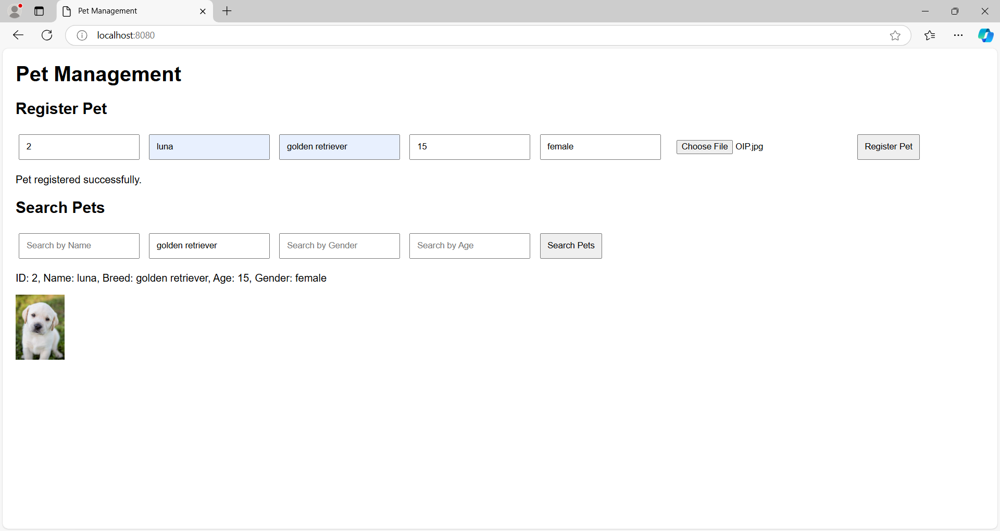 Pet Management
localhost:8080
Pet Management
Register Pet
2 luna golden retriever 15 female Choose File OIP.jpg Register Pet
Pet registered successfully.
Search Pets
Search by Name golden retriever Search by Gender Search by Age Search Pets
ID: 2, Name: luna, Breed: golden retriever, Age: 15, Gender: female